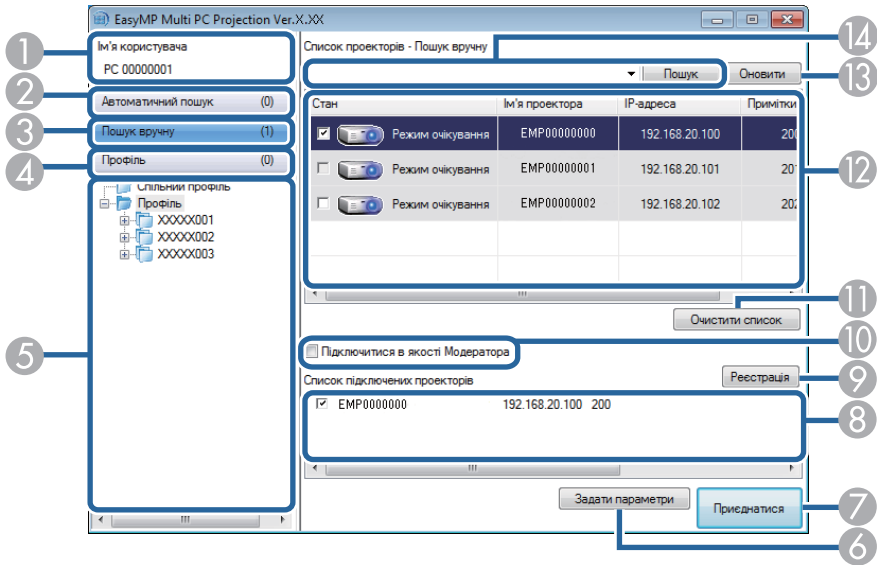 EasyMP Multi PC Projection Ver.X.XX
1
Ім'я користувача
PC 00000001
2
Автоматичний пошук (0)
3
Пошук вручну (1)
4
Профіль (0)
5
Спільний профіль
Профіль
XXXXX001
XXXXX002
XXXXX003
Список проекторів - Пошук вручну
14
Пошук
Оновити
13
Стан Ім'я проектора IP-адреса Примітки
Режим очікування EMP00000000 192.168.20.100 200
Режим очікування EMP00000001 192.168.20.101 201
Режим очікування EMP00000002 192.168.20.102 202
12
Очистити список
11
Підключитися в якості Модератора
10
Список підключених проекторів
Реєстрація
9
EMP0000000 192.168.20.100 200
8
Задати параметри
Приєднатися
7
6